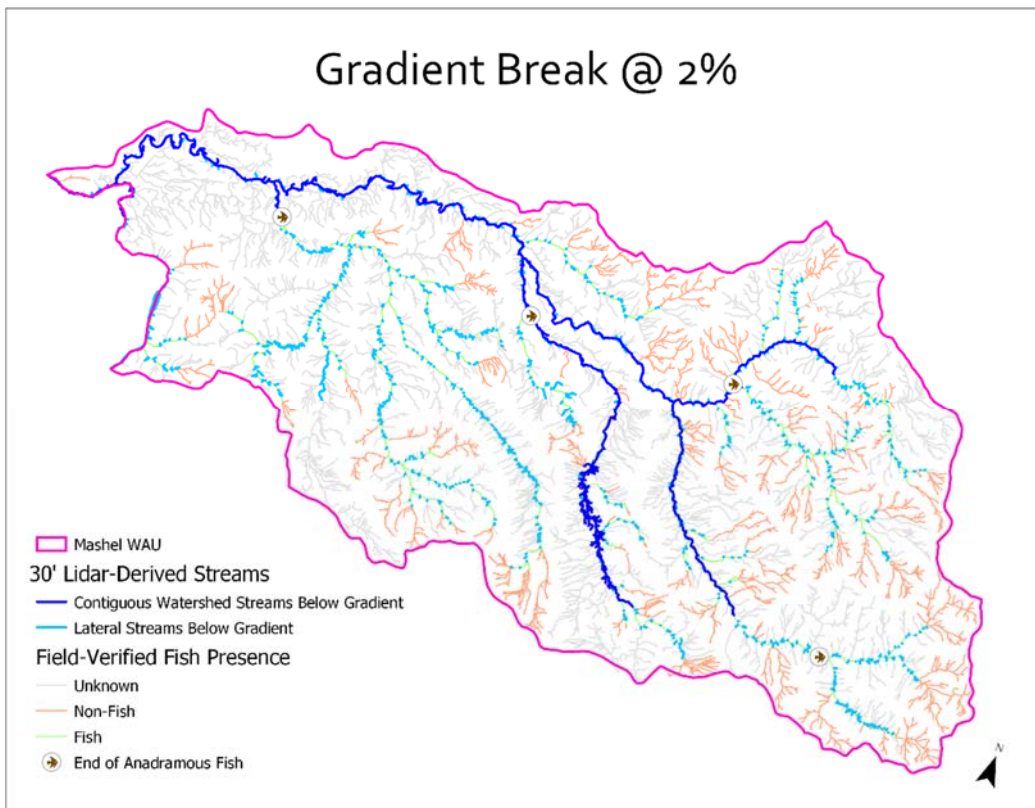 Gradient Break @ 2%
Mashel WAU
30' Lidar-Derived Streams
Contiguous Watershed Streams Below Gradient
Lateral Streams Below Gradient
Field-Verified Fish Presence
Unknown
Non-Fish
Fish
End of Anadramous Fish
N